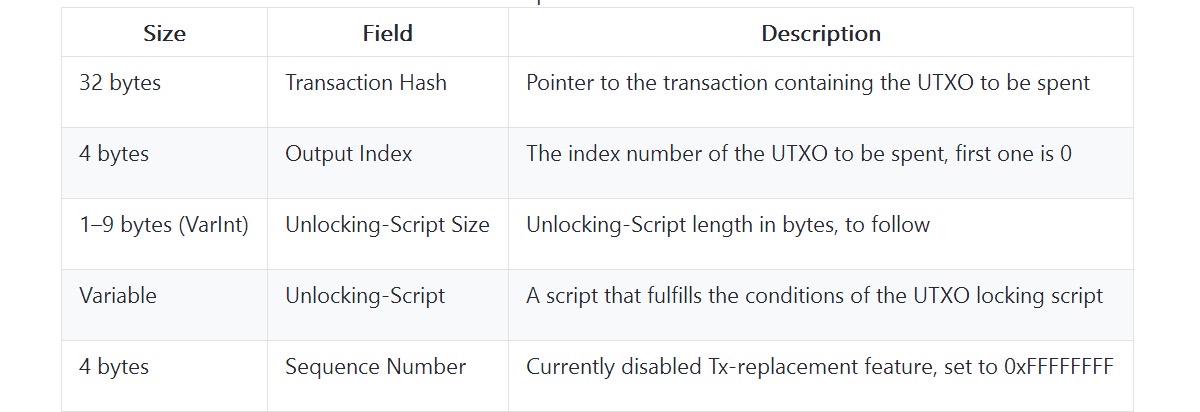 Size Field Description
32 bytes Transaction Hash Pointer to the transaction containing the UTXO to be spent
4 bytes Output Index The index number of the UTXO to be spent, first one is 0
1–9 bytes (VarInt) Unlocking-Script Size Unlocking-Script length in bytes, to follow
Variable Unlocking-Script A script that fulfills the conditions of the UTXO locking script
4 bytes Sequence Number Currently disabled Tx-replacement feature, set to 0xFFFFFFFF